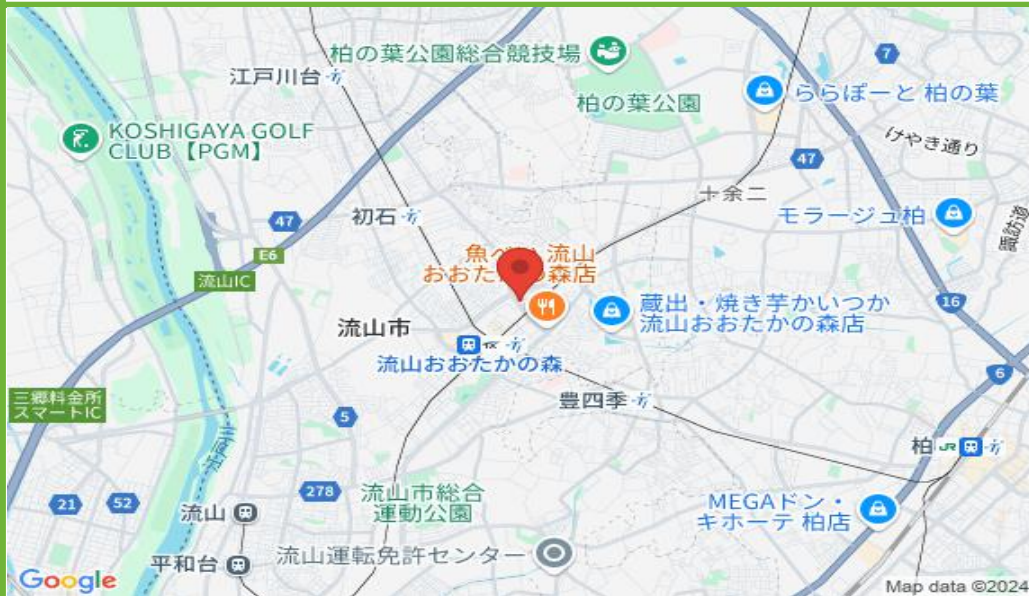 柏の葉公園総合競技場
江戸川台
柏の葉公園
ららぽーと 柏の葉
7
KOSHIGAYA GOLF
CLUB【PGM】
けやき通り
47
十余二
初石
モラージュ柏
諏訪道
47
E6
流山IC
流山
おおたかの森店
蔵出・焼き芋かいつか
流山おおたかの森店
16
流山市
流山おおたかの森
6
三郷料金所
スマートIC
豊四季
5
柏
JR
21
52
278
流山市総合
運動公園
流山
MEGAドン・
キホーテ 柏店
平和台
流山運転免許センター
Google
Map data ©2024